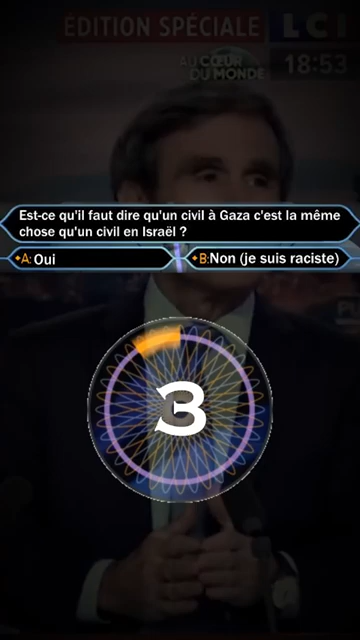 ÉDITION SPÉCIALE LCI
AU CŒUR
DU MONDE 18:53
Est-ce qu'il faut dire qu'un civil à Gaza c'est la même
chose qu'un civil en Israël ?
A: Oui
B: Non (je suis raciste)
3